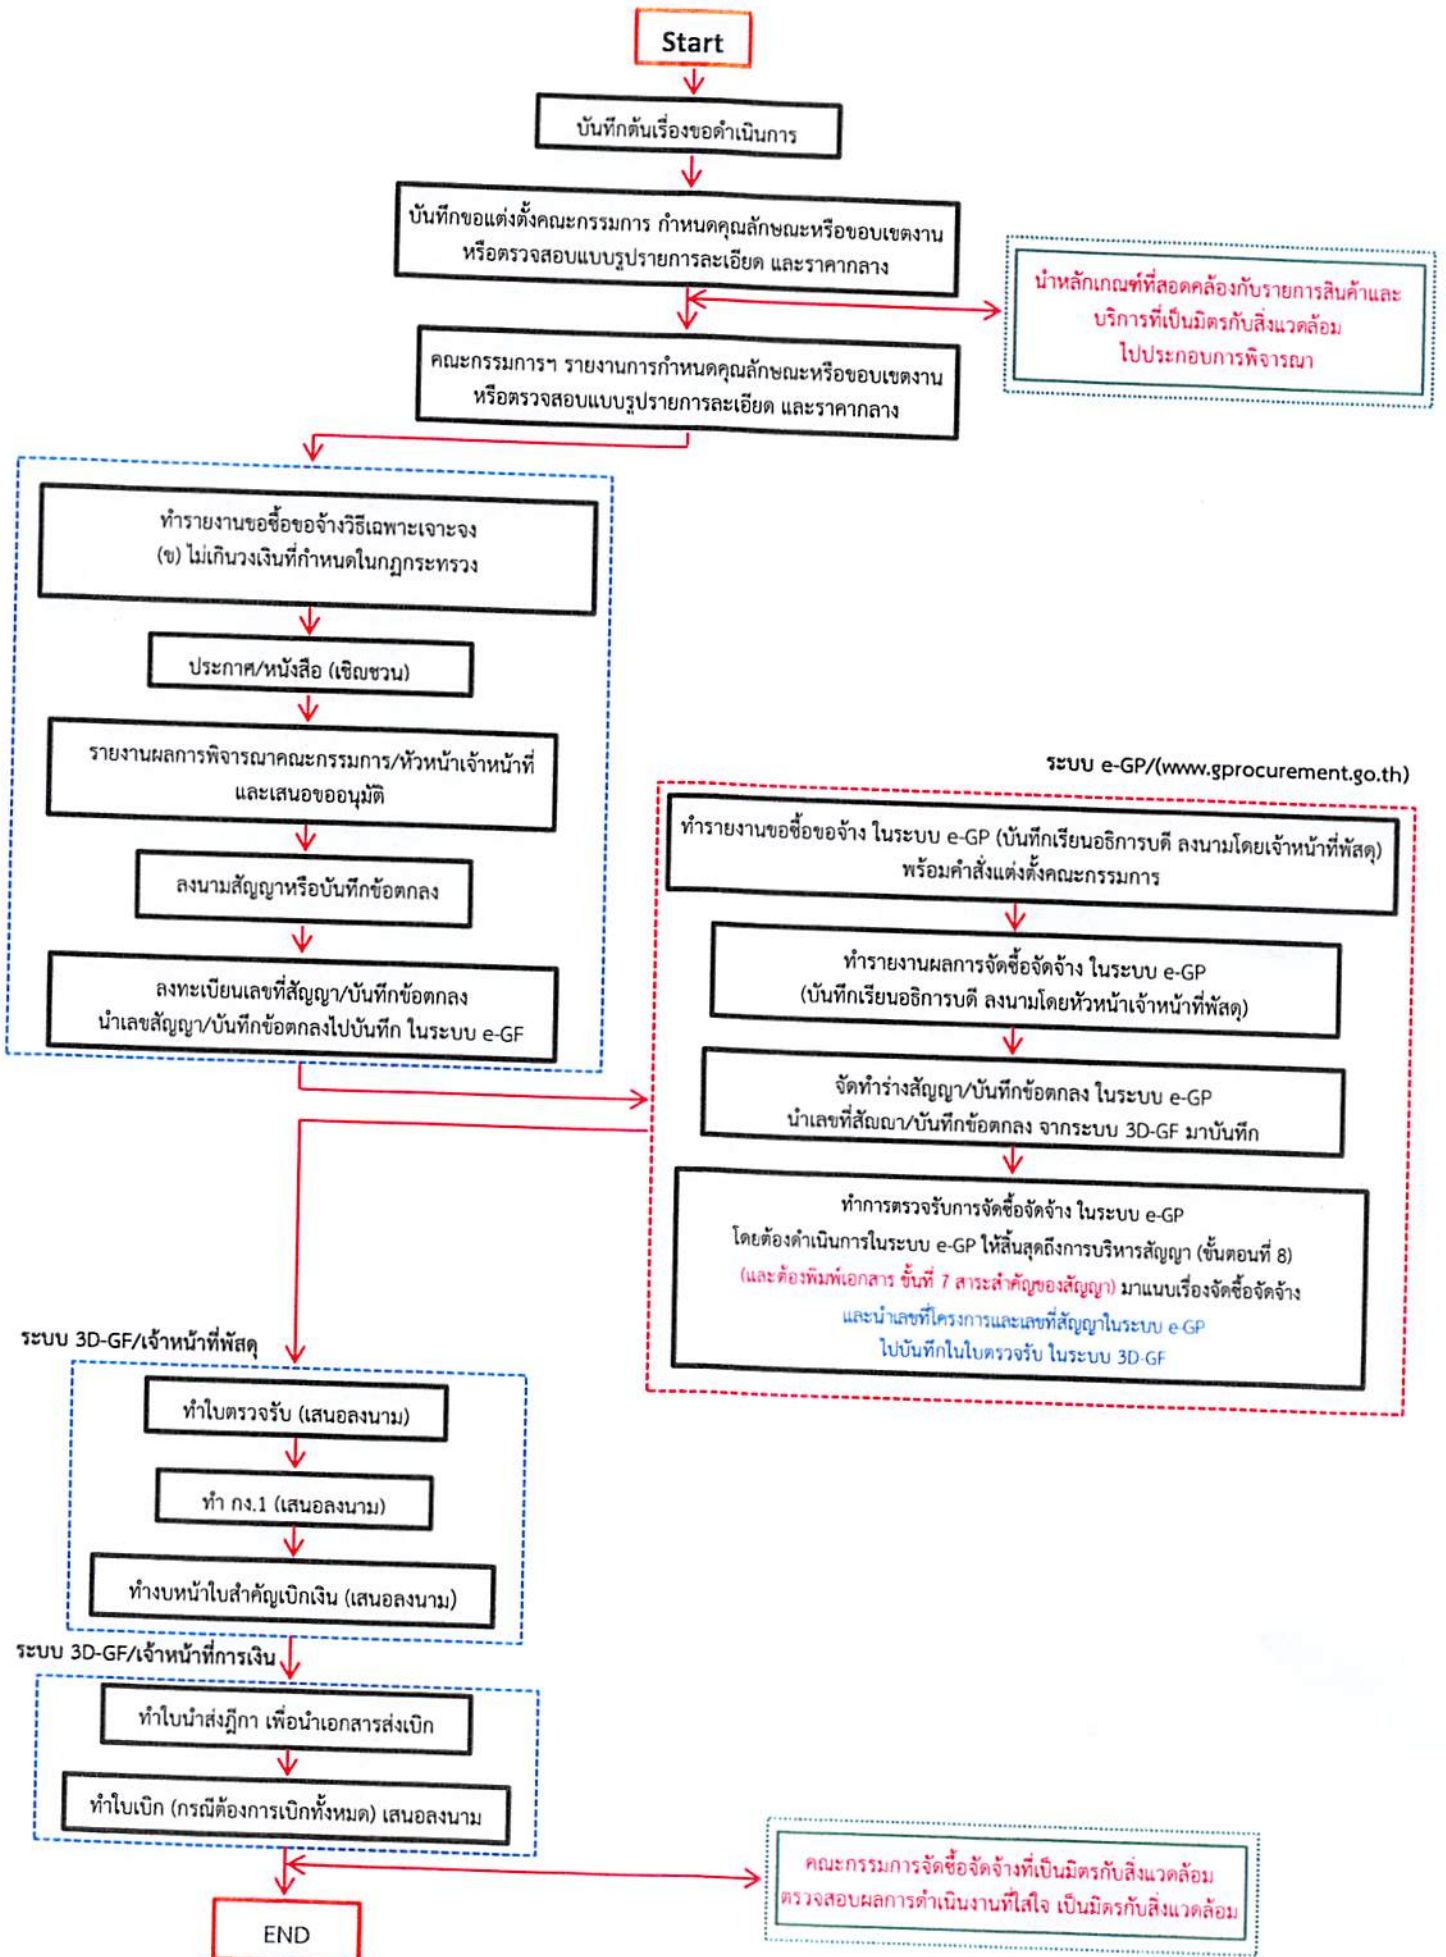 Start
บันทึกต้นเรื่องขอดำเนินการ
บันทึกขอแต่งตั้งคณะกรรมการ กำหนดคุณลักษณะหรือขอบเขตงาน
หรือตรวจสอบแบบรูปรายการละเอียด และราคากลาง
นำหลักเกณฑ์ที่สอดคล้องกับรายการสินค้าและ
บริการที่เป็นมิตรกับสิ่งแวดล้อม
ไปประกอบการพิจารณา
คณะกรรมการฯ รายงานการกำหนดคุณลักษณะหรือขอบเขตงาน
หรือตรวจสอบแบบรูปรายการละเอียด และราคากลาง
ทำรายงานขอซื้อขอจ้างวิธีเฉพาะเจาะจง
(ข) ไม่เกินวงเงินที่กำหนดในกฎกระทรวง
ประกาศ/หนังสือ (เชิญชวน)
รายงานผลการพิจารณาคณะกรรมการ/หัวหน้าเจ้าหน้าที่
และเสนอขออนุมัติ
ลงนามสัญญาหรือบันทึกข้อตกลง
ลงทะเบียนเลขที่สัญญา/บันทึกข้อตกลง
นำเลขสัญญา/บันทึกข้อตกลงไปบันทึก ในระบบ e-GF
ระบบ e-GP/(www.gprocurement.go.th)
ทำรายงานขอซื้อขอจ้าง ในระบบ e-GP (บันทึกเรียนอธิการบดี ลงนามโดยเจ้าหน้าที่พัสดุ)
พร้อมคำสั่งแต่งตั้งคณะกรรมการ
ทำรายงานผลการจัดซื้อจัดจ้าง ในระบบ e-GP
(บันทึกเรียนอธิการบดี ลงนามโดยหัวหน้าเจ้าหน้าที่พัสดุ)
จัดทำร่างสัญญา/บันทึกข้อตกลง ในระบบ e-GP
นำเลขที่สัญญา/บันทึกข้อตกลง จากระบบ 3D-GF มาบันทึก
ทำการตรวจรับการจัดซื้อจัดจ้าง ในระบบ e-GP
โดยต้องดำเนินการในระบบ e-GP ให้สิ้นสุดถึงการบริหารสัญญา (ขั้นตอนที่ 8)
(และต้องพิมพ์เอกสาร ขั้นที่ 7 สาระสำคัญของสัญญา) มาแนบเรื่องจัดซื้อจัดจ้าง
และนำเลขที่โครงการและเลขที่สัญญาในระบบ e-GP
ไปบันทึกในใบตรวจรับ ในระบบ 3D-GF
ระบบ 3D-GF/เจ้าหน้าที่พัสดุ
ทำใบตรวจรับ (เสนอลงนาม)
ทำ กง.1 (เสนอลงนาม)
ทำงบหน้าใบสำคัญเบิกเงิน (เสนอลงนาม)
ระบบ 3D-GF/เจ้าหน้าที่การเงิน
ทำใบนำส่งฎีกา เพื่อนำเอกสารส่งเบิก
ทำใบเบิก (กรณีต้องการเบิกทั้งหมด) เสนอลงนาม
คณะกรรมการจัดซื้อจัดจ้างที่เป็นมิตรกับสิ่งแวดล้อม
ตรวจสอบผลการดำเนินงานที่ใส่ใจ เป็นมิตรกับสิ่งแวดล้อม
END